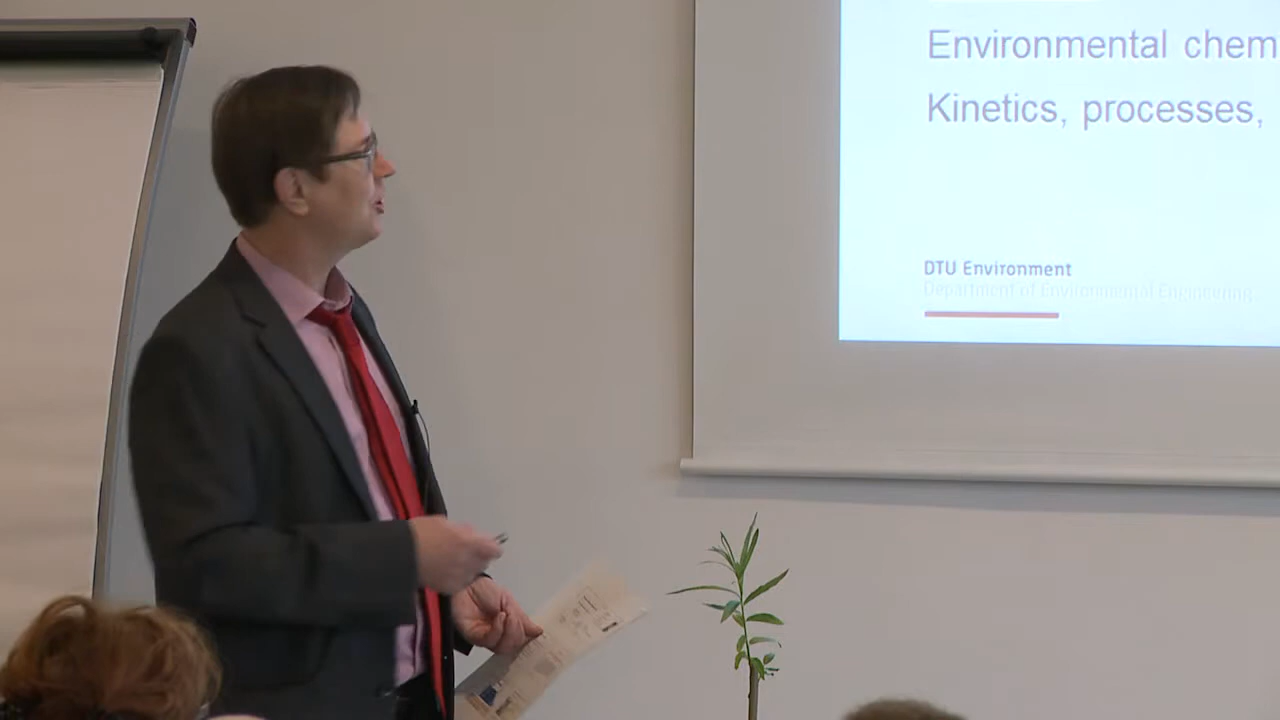 Environmental chem
Kinetics, processes,
DTU Environment
Department of Environmental Engineering